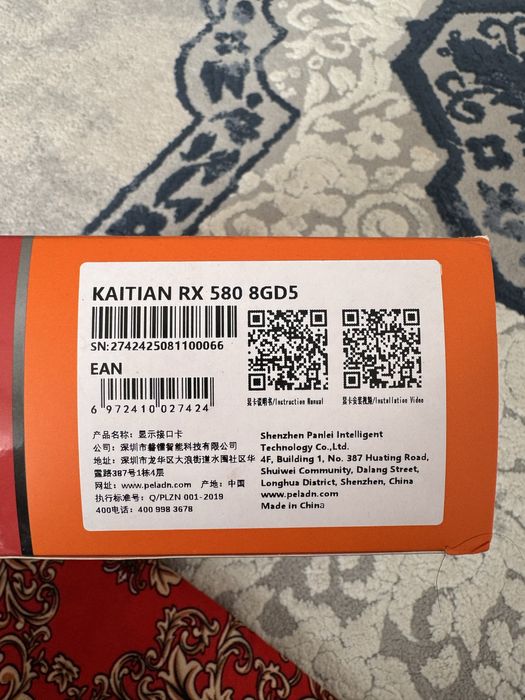 KAITIAN RX 580 8GD5
SN:2742425081100066
EAN
6 972410 027424
显卡说明书/Instruction Manual
显卡安装视频/Installation Video
产品名称：显示接口卡
公司：深圳市磐镭智能科技有限公司
地址：深圳市龙华区大浪街道水围社区华
霆路387号1栋4层
网址：www.peladn.com 产地：中国
执行标准号：Q/PLZN 001-2019
400电话：400 998 3678
Shenzhen Panlei Intelligent
Technology Co.,Ltd.
4F, Building 1, No. 387 Huating Road,
Shuiwei Community, Dalang Street,
Longhua District, Shenzhen, China
www.peladn.com
Made in China